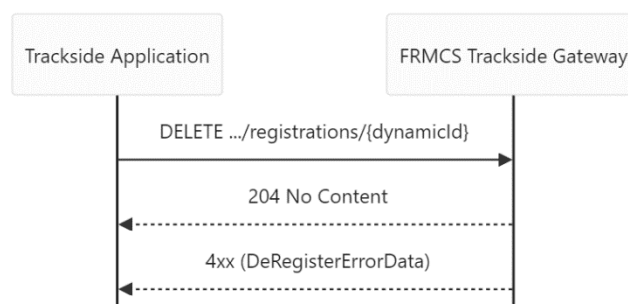 Trackside Application
FRMCS Trackside Gateway
DELETE .../registrations/{dynamicId}
204 No Content
4xx (DeRegisterErrorData)